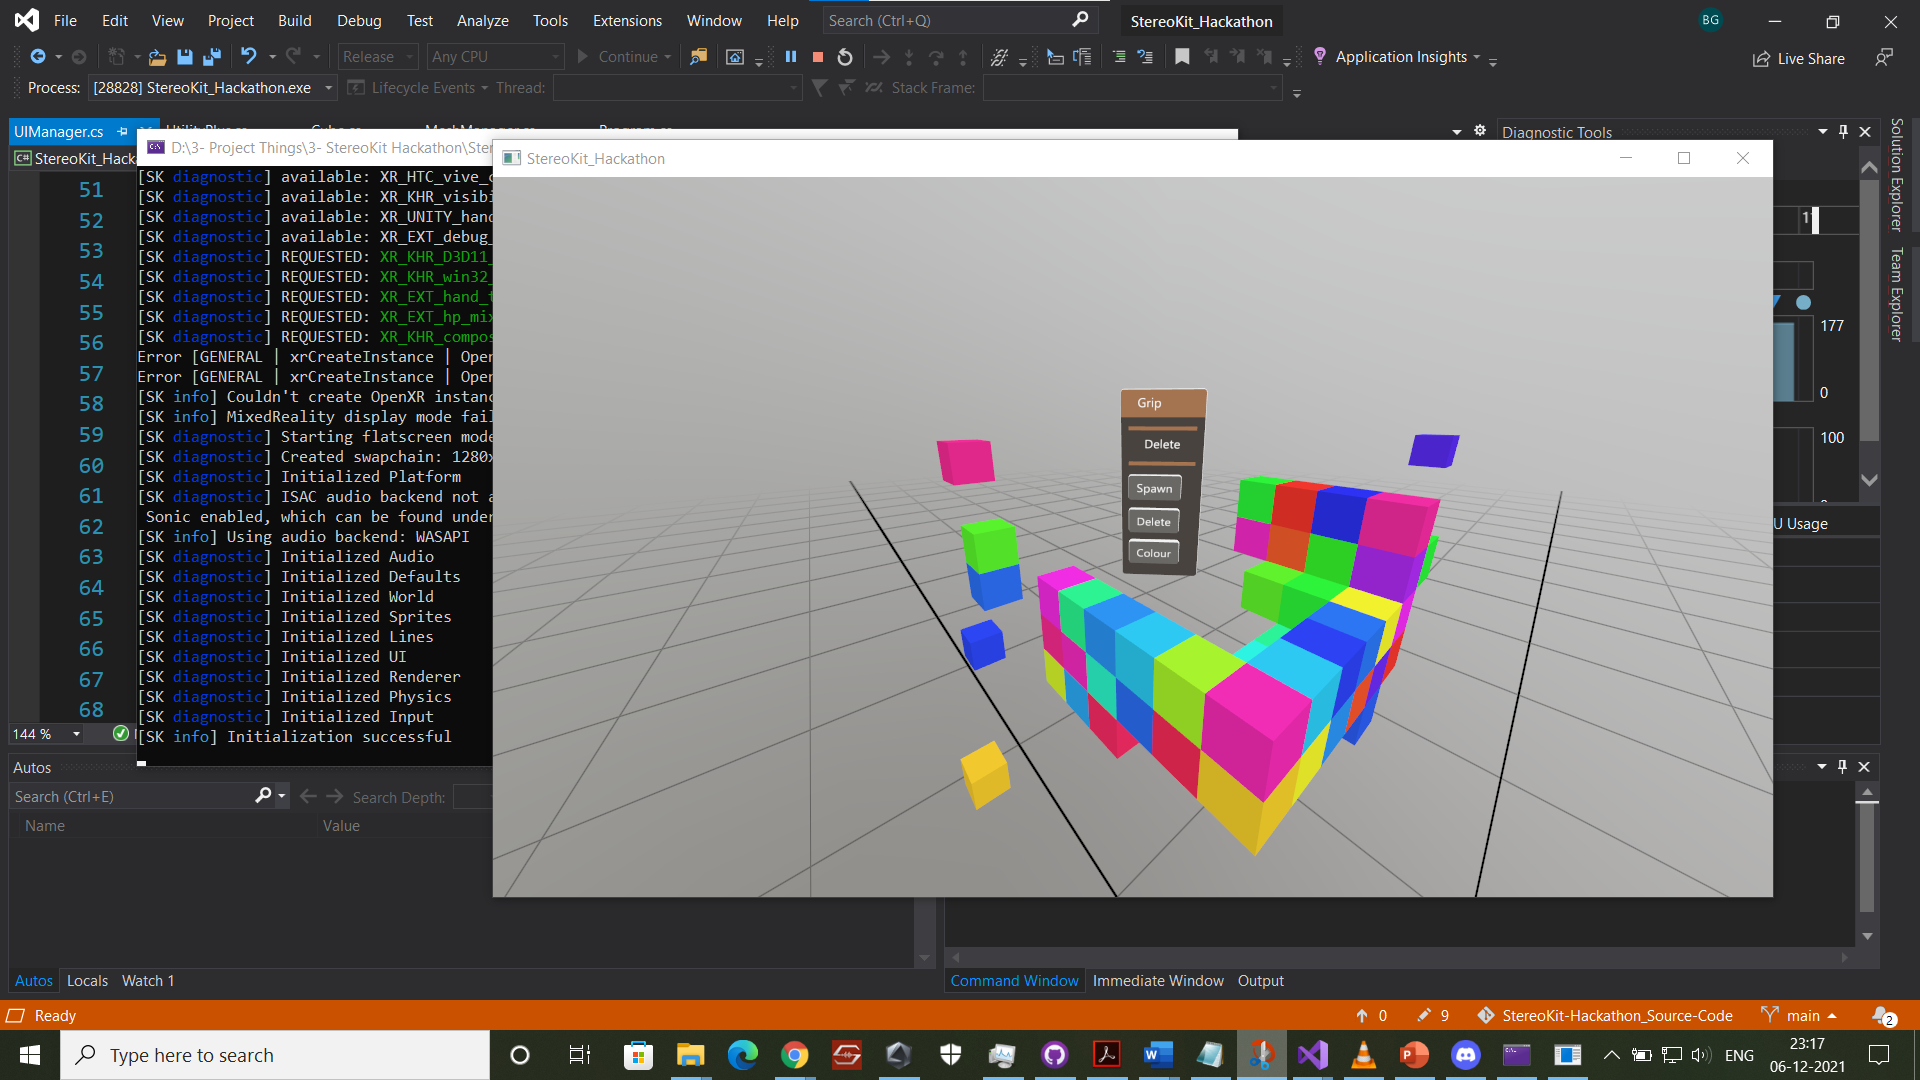 File Edit View Project Build Debug Test Analyze Tools Extensions Window Help Search (Ctrl+Q) StereoKit_Hackathon BG
Release Any CPU Continue Application Insights Live Share
Process: [28828] StereoKit_Hackathon.exe Lifecycle Events Thread: Stack Frame:
UIManager.cs
Diagnostic Tools
StereoKit_Hack
D:\3- Project Things\3- StereoKit Hackathon\Ster
StereoKit_Hackathon
Solution Explorer
Team Explorer
51
52
53
54
55
56
57
58
59
60
61
62
63
64
65
66
67
68
[SK diagnostic] available: XR_HTC_vive_c
[SK diagnostic] available: XR_KHR_visibi
[SK diagnostic] available: XR_UNITY_hand
[SK diagnostic] available: XR_EXT_debug_
[SK diagnostic] REQUESTED: XR_KHR_D3D11_
[SK diagnostic] REQUESTED: XR_KHR_win32_
[SK diagnostic] REQUESTED: XR_EXT_hand_t
[SK diagnostic] REQUESTED: XR_EXT_hp_mix
[SK diagnostic] REQUESTED: XR_KHR_compos
Error [GENERAL | xrCreateInstance | Open
Error [GENERAL | xrCreateInstance | Open
[SK info] Couldn't create OpenXR instanc
[SK info] MixedReality display mode fail
[SK diagnostic] Starting flatscreen mode
[SK diagnostic] Created swapchain: 1280x
[SK diagnostic] Initialized Platform
[SK diagnostic] ISAC audio backend not a
Sonic enabled, which can be found under
[SK info] Using audio backend: WASAPI
[SK diagnostic] Initialized Audio
[SK diagnostic] Initialized Defaults
[SK diagnostic] Initialized World
[SK diagnostic] Initialized Sprites
[SK diagnostic] Initialized Lines
[SK diagnostic] Initialized UI
[SK diagnostic] Initialized Renderer
[SK diagnostic] Initialized Physics
[SK diagnostic] Initialized Input
[SK info] Initialization successful
Grip
Delete
Spawn
Delete
Colour
177
0
100
U Usage
144 %
Autos
Search (Ctrl+E) Search Depth:
Name Value
Autos Locals Watch 1
Command Window Immediate Window Output
Ready 0 9 StereoKit-Hackathon_Source-Code main 2
Type here to search
ENG
23:17
06-12-2021